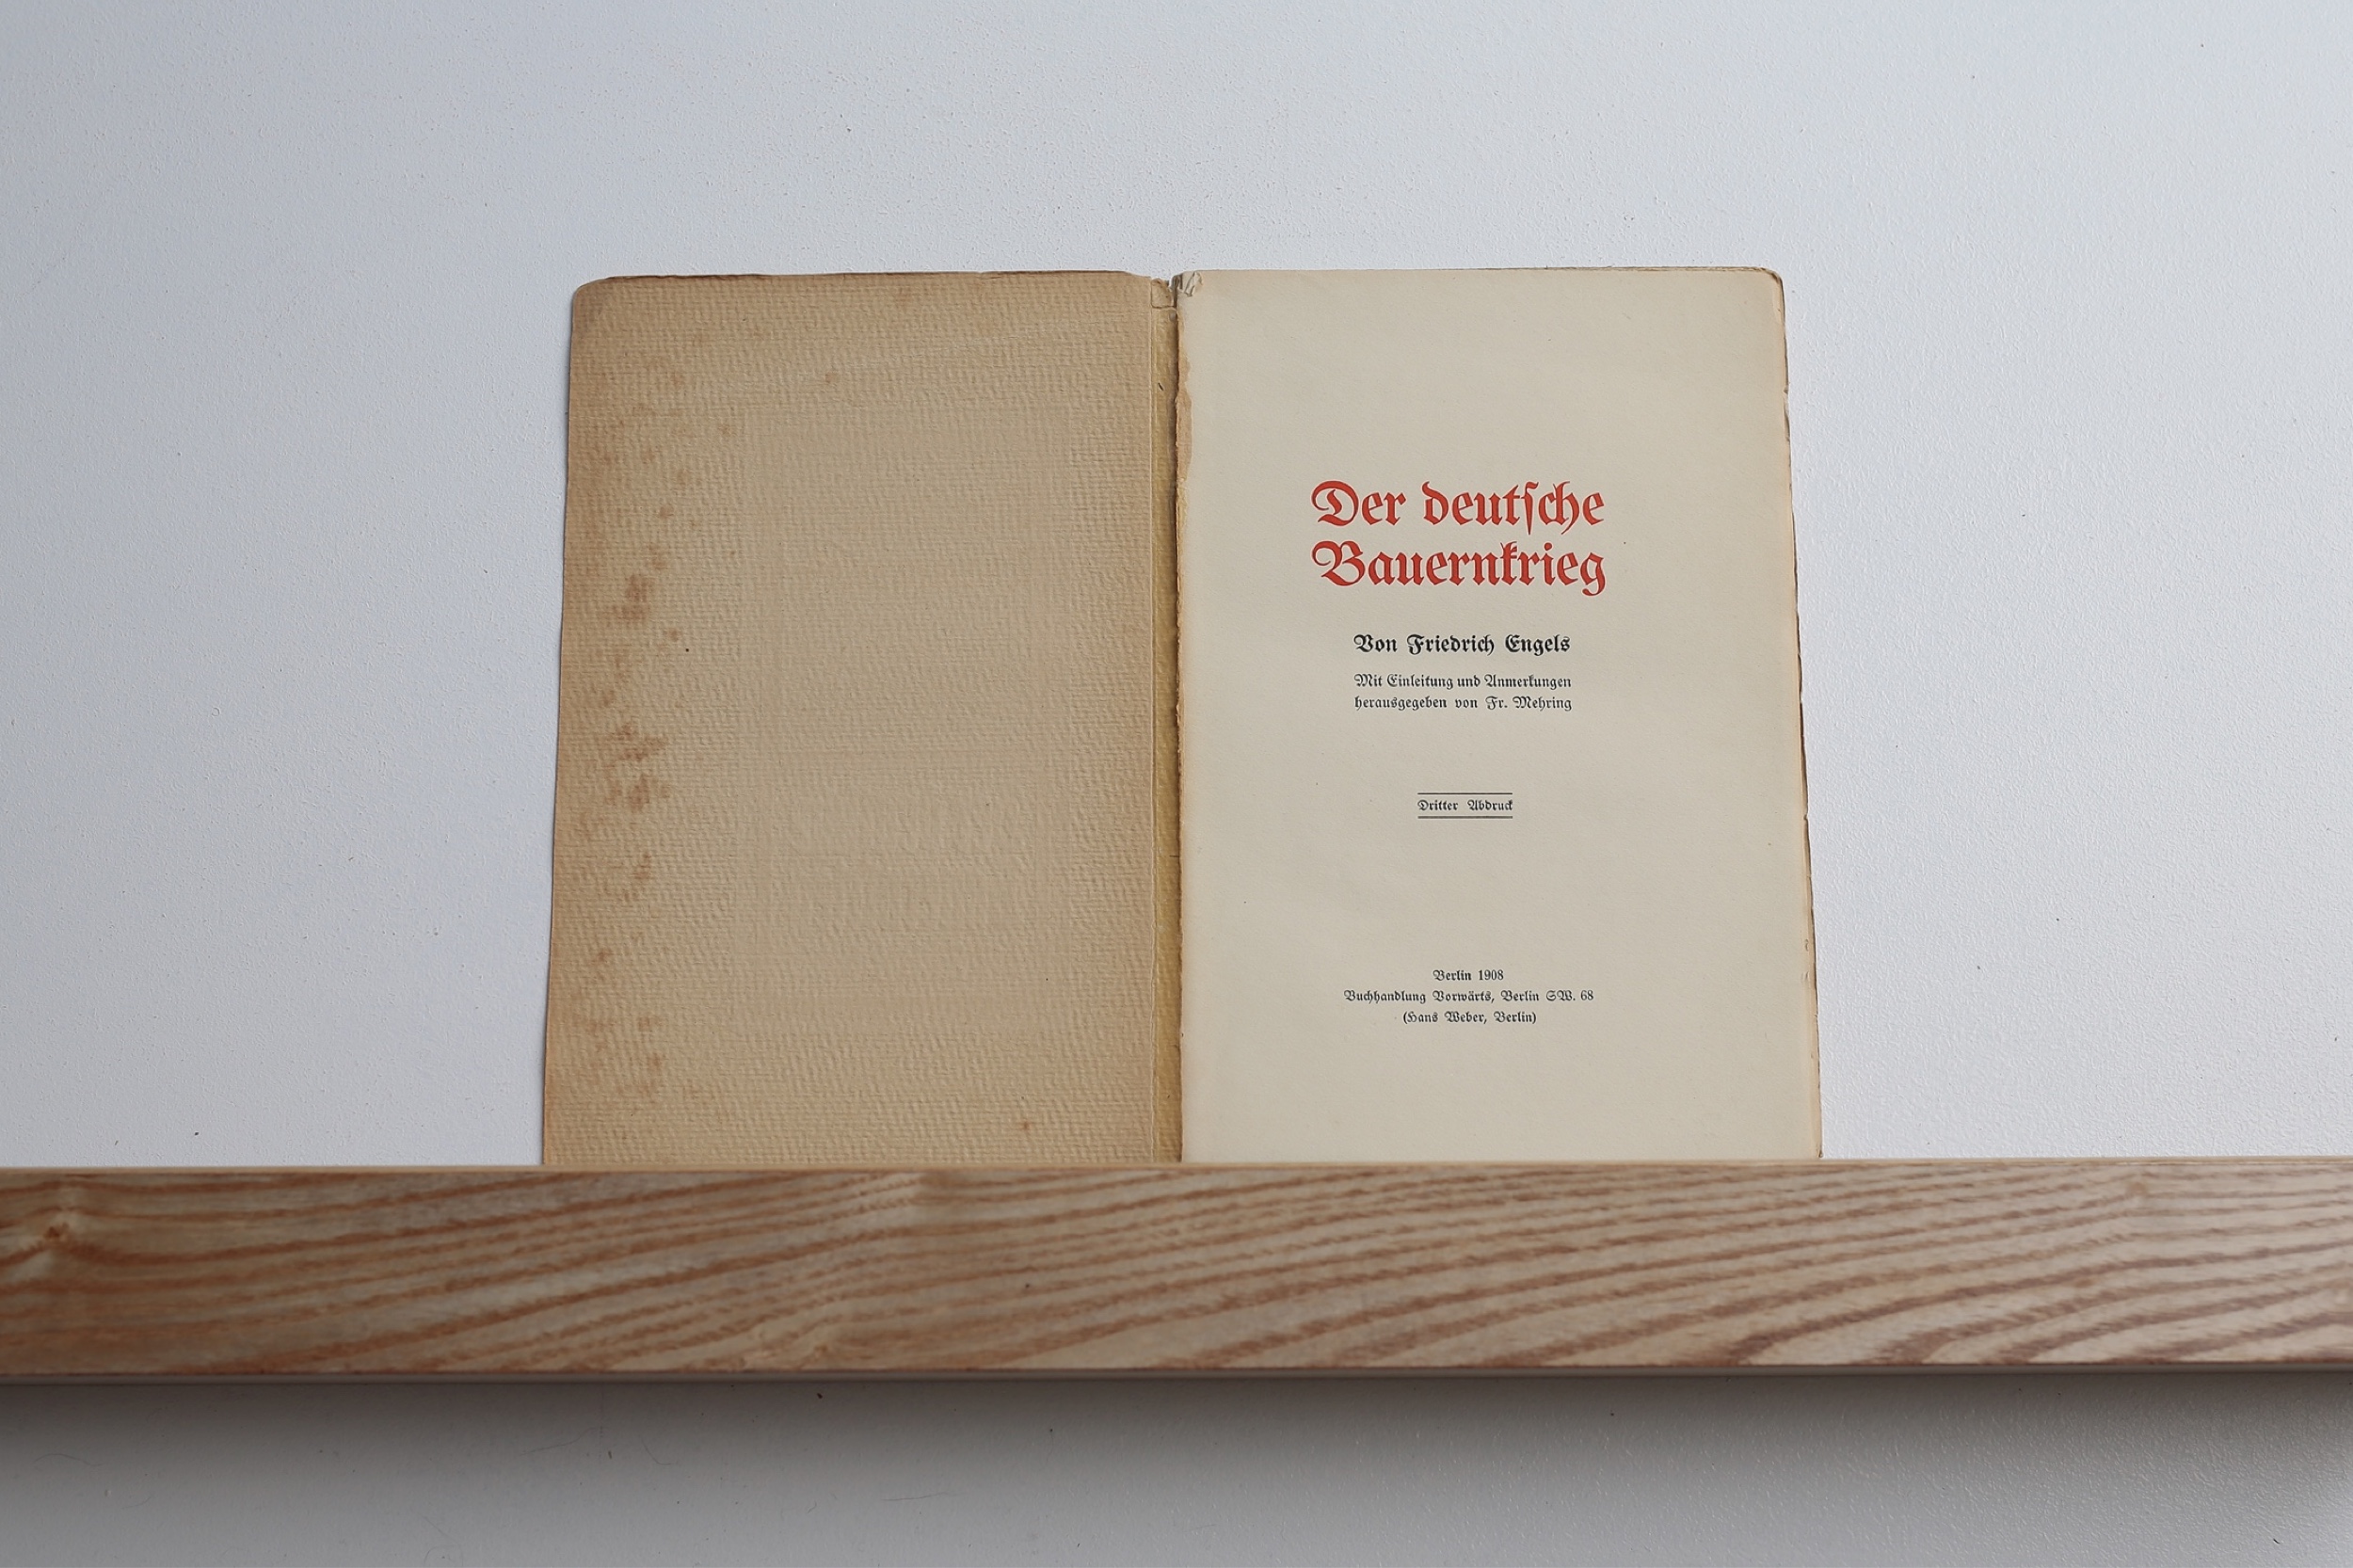 Der deutſche
Bauernkrieg
Von Friedrich Engels
Mit Einleitung und Anmerkungen
herausgegeben von Fr. Mehring
Dritter Abdruck
Berlin 1908
Buchhandlung Vorwärts, Berlin SW. 68
(Hans Weber, Berlin)